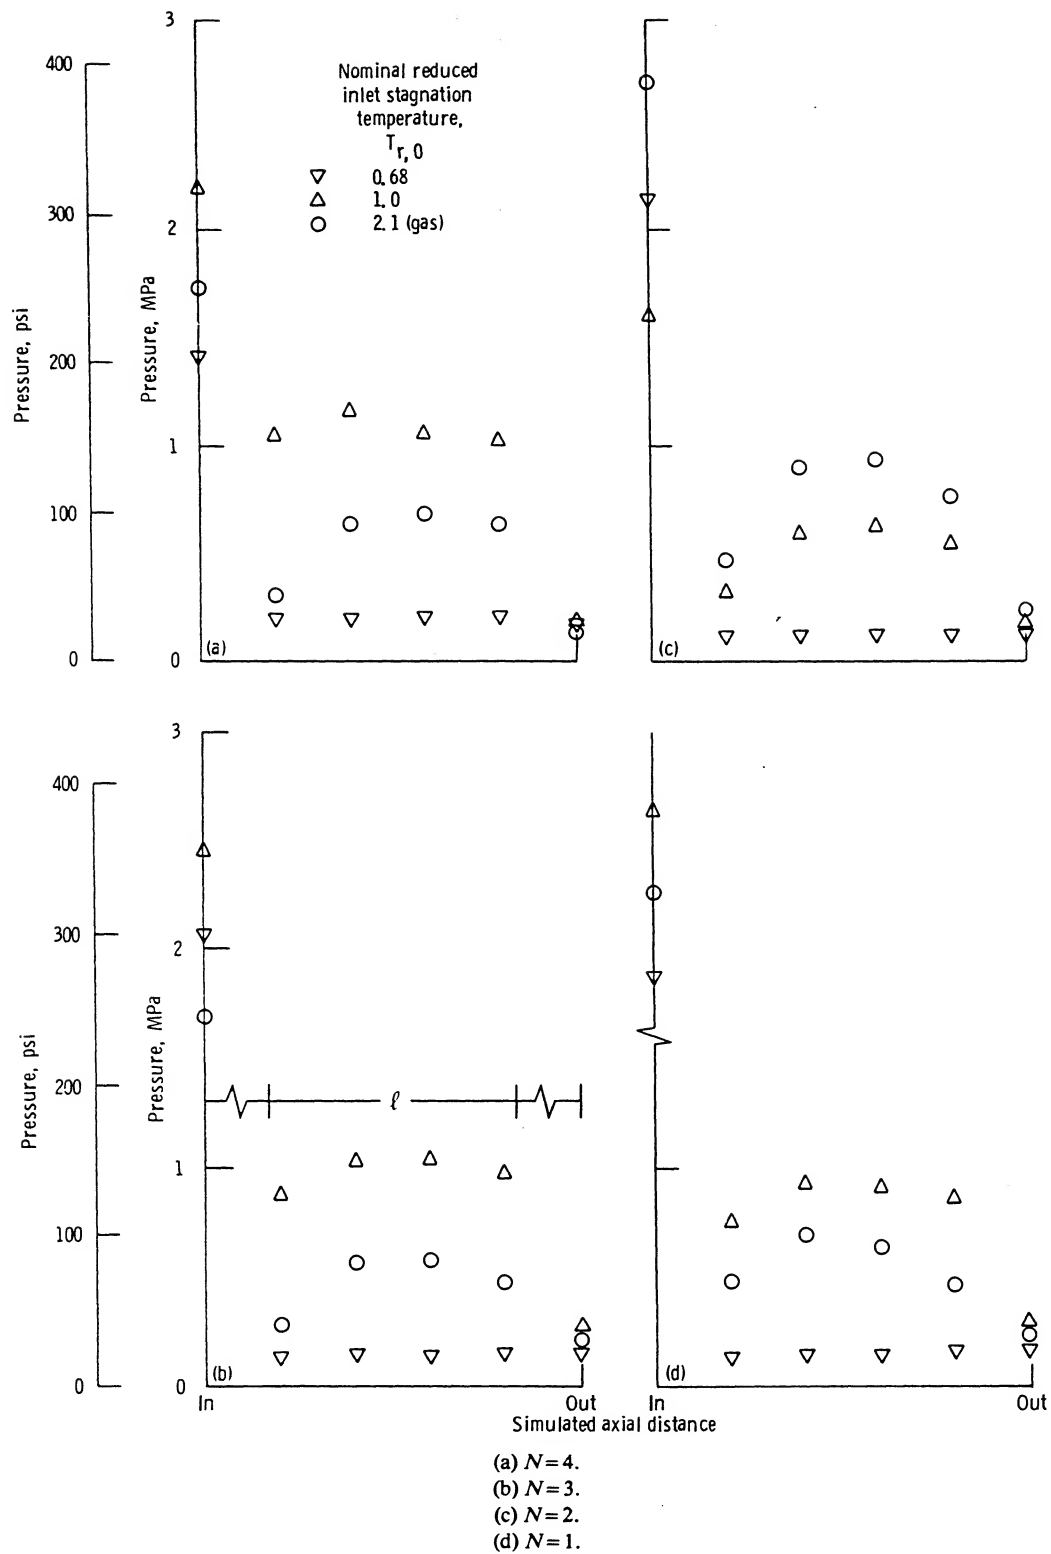 3
400
300
200
100
0
Pressure, psi
Pressure, MPa
2
1
0
Nominal reduced
inlet stagnation
temperature,
T r, 0
▽ 0.68
△ 1.0
○ 2.1 (gas)
(a)
(c)
3
400
300
200
100
0
Pressure, psi
Pressure, MPa
2
1
0
ℓ
(b)
(d)
In Out In Out
Simulated axial distance
(a) N=4.
(b) N=3.
(c) N=2.
(d) N=1.